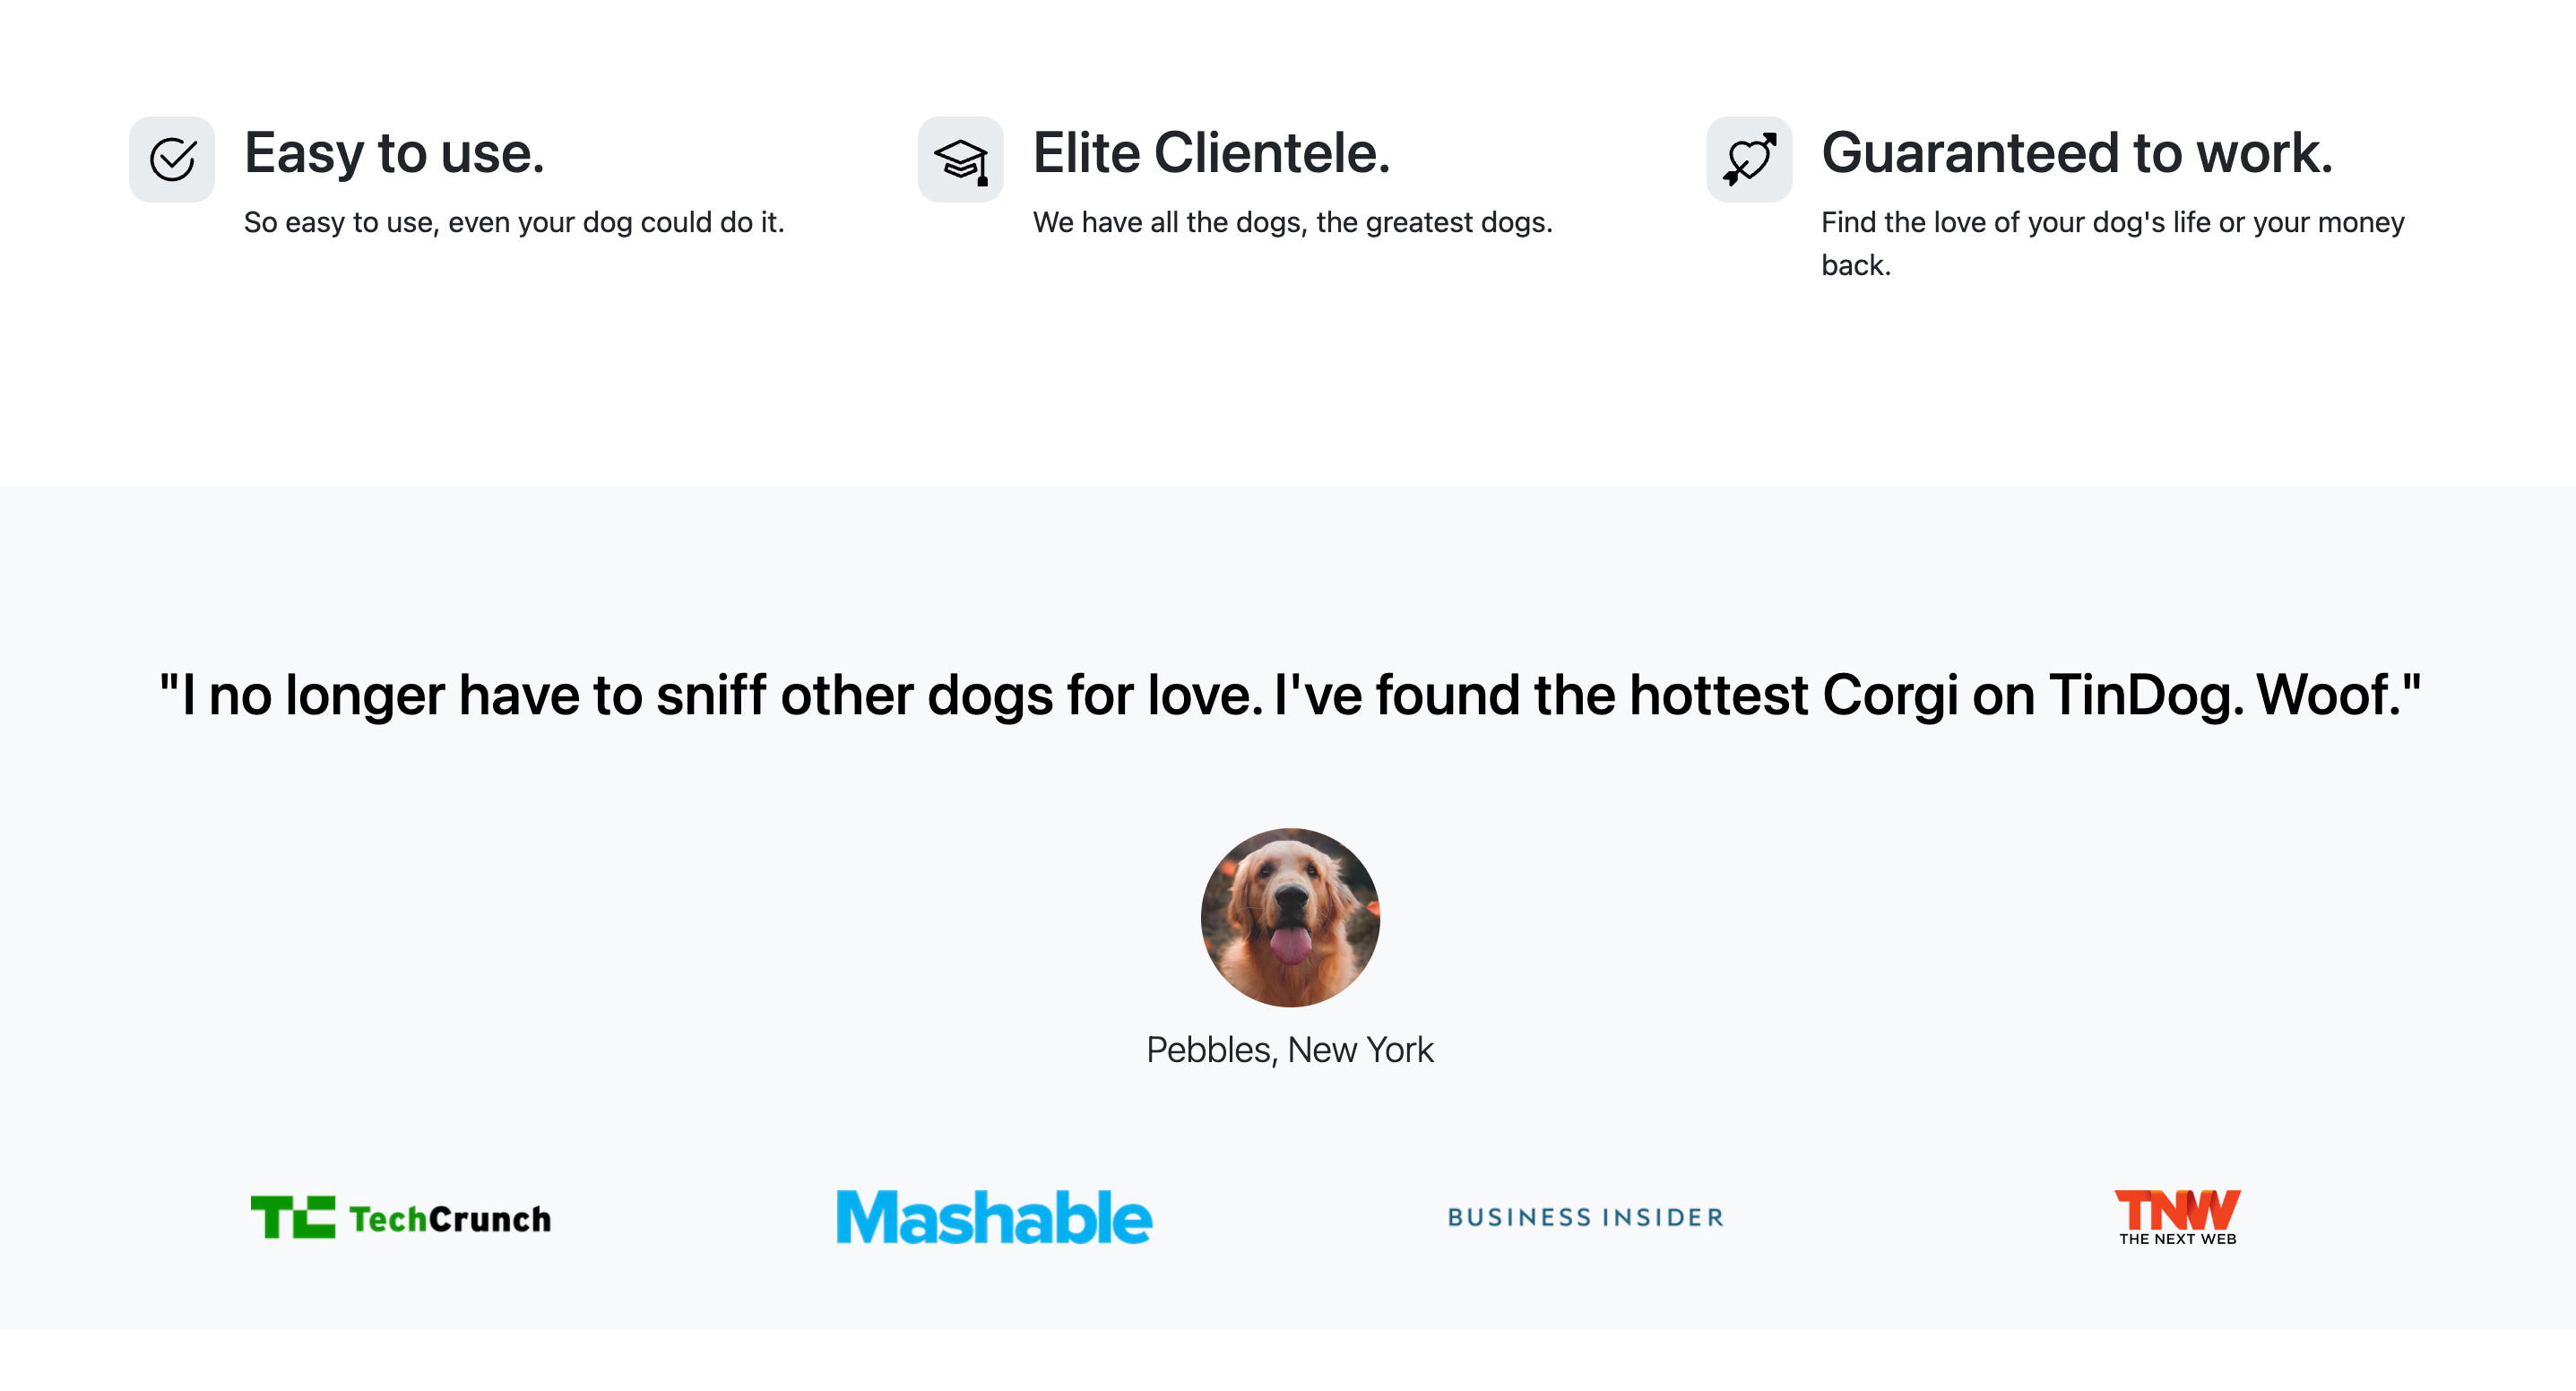 Easy to use.
So easy to use, even your dog could do it.
Elite Clientele.
We have all the dogs, the greatest dogs.
Guaranteed to work.
Find the love of your dog's life or your money
back.
"I no longer have to sniff other dogs for love. I've found the hottest Corgi on TinDog. Woof."
Pebbles, New York
TC TechCrunch
Mashable
BUSINESS INSIDER
TNW
THE NEXT WEB